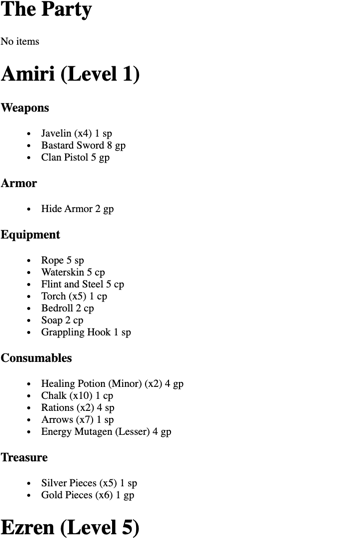 The Party
No items
Amiri (Level 1)
Weapons
• Javelin (x4) 1 sp
• Bastard Sword 8 gp
• Clan Pistol 5 gp
Armor
• Hide Armor 2 gp
Equipment
• Rope 5 sp
• Waterskin 5 cp
• Flint and Steel 5 cp
• Torch (x5) 1 cp
• Bedroll 2 cp
• Soap 2 cp
• Grappling Hook 1 sp
Consumables
• Healing Potion (Minor) (x2) 4 gp
• Chalk (x10) 1 cp
• Rations (x2) 4 sp
• Arrows (x7) 1 sp
• Energy Mutagen (Lesser) 4 gp
Treasure
• Silver Pieces (x5) 1 sp
• Gold Pieces (x6) 1 gp
Ezren (Level 5)